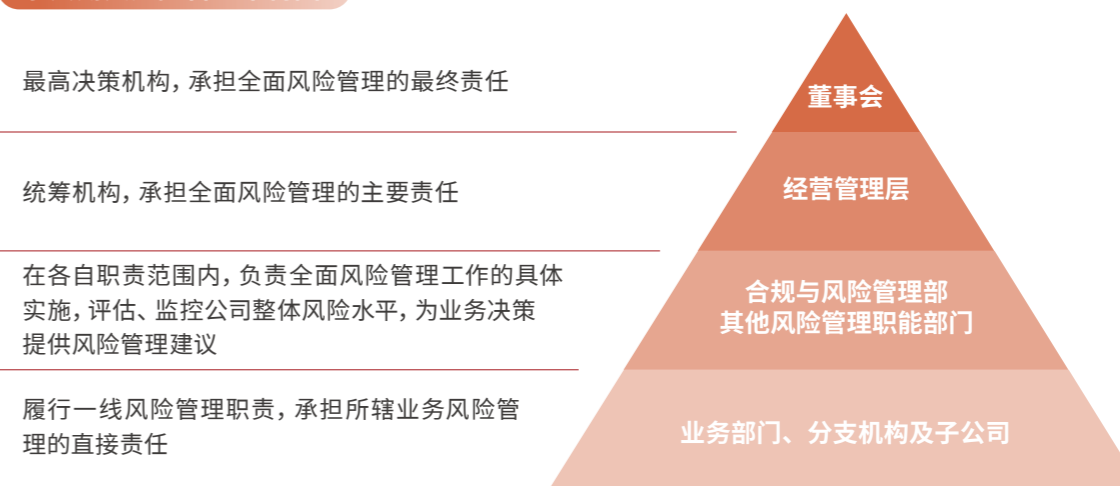 最高决策机构，承担全面风险管理的最终责任
董事会
统筹机构，承担全面风险管理的主要责任
经营管理层
在各自职责范围内，负责全面风险管理工作的具体
实施，评估、监控公司整体风险水平，为业务决策
提供风险管理建议
合规与风险管理部
其他风险管理职能部门
履行一线风险管理职责，承担所辖业务风险管
理的直接责任
业务部门、分支机构及子公司